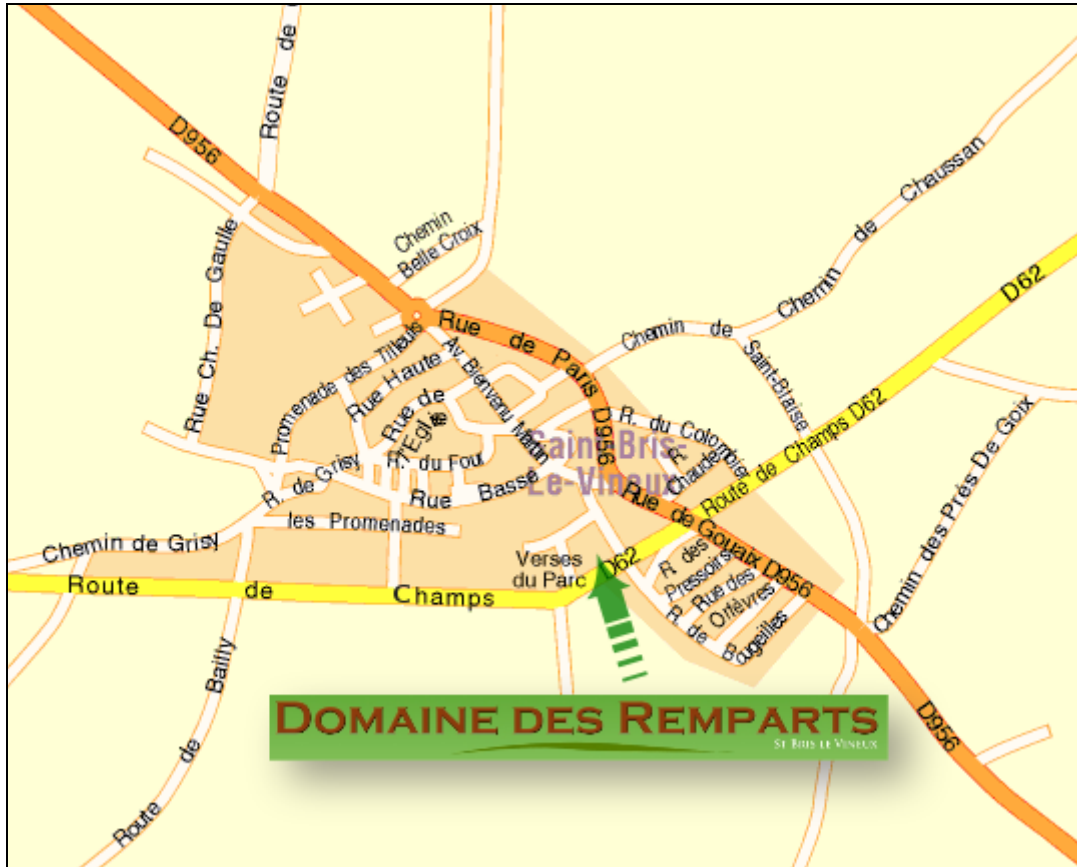 Route de
D956
Chemin
Belle Croix
Chemin de Chaussan
Rue Ch. De Gaulle
D62
Rue de Paris D956
Chemin de
Promenade des Tilleuls
Rue Haute
Av. Bienvenu Martin
Saint-Blaise
Rue de
l'Eglise
R. du Colombier
R.
Chaude
Route de Champs D62
Saint-Bris-
Le-Vineux
R. du Four
R. de Grisy
Rue Basse
Rue de Gouaix D956
les Promenades
Chemin de Grisy
Verses
du Parc
D62
R. des
Pressoirs
Rue des
Orfèvres
R. de Bougeilles
Chemin des Prés De Goix
Route de Champs
Route de Bailly
D956
DOMAINE DES REMPARTS
ST BRIS LE VINEUX